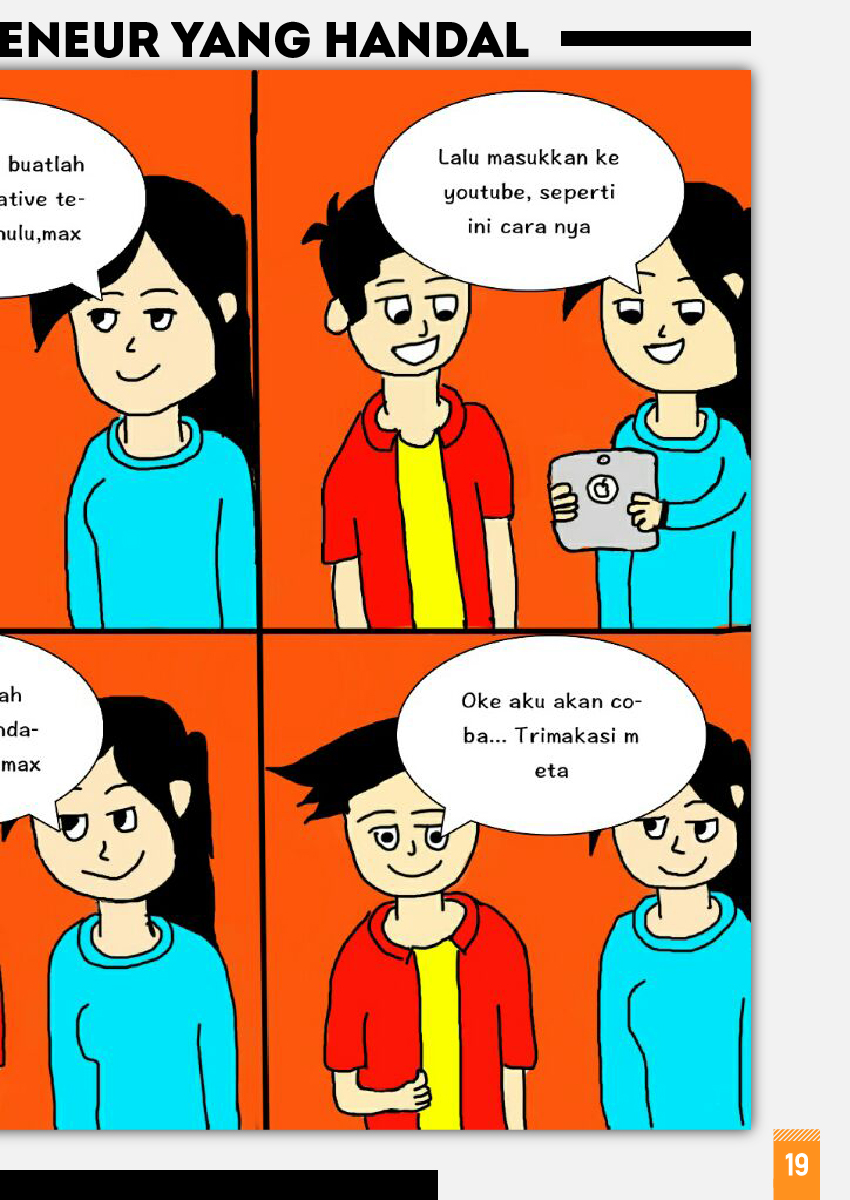 ENEUR YANG HANDAL
buatlah
ative te-
hulu,max
Lalu masukkan ke
youtube, seperti
ini cara nya
ah
nda-
max
Oke aku akan co-
ba... Trimakasi m
eta
19